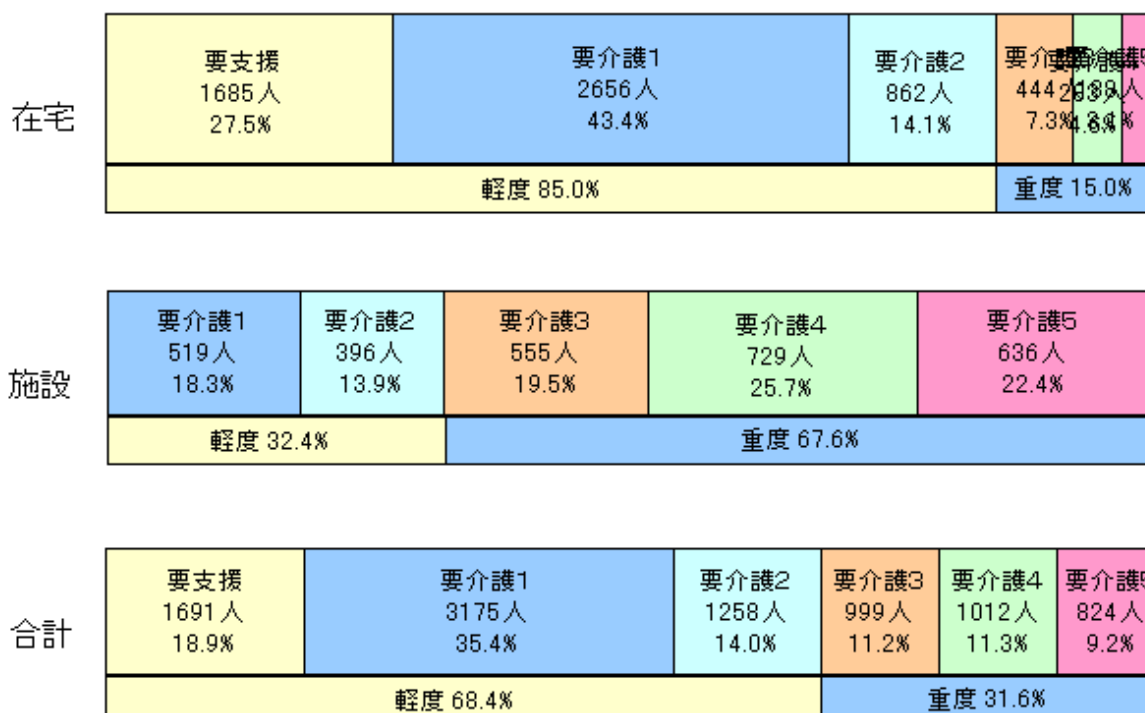 在宅
要支援
1685人
27.5%
要介護1
2656人
43.4%
要介護2
862人
14.1%
444
7.3%
軽度 85.0%
重度 15.0%
施設
要介護1
519人
18.3%
要介護2
396人
13.9%
要介護3
555人
19.5%
要介護4
729人
25.7%
要介護5
636人
22.4%
軽度 32.4%
重度 67.6%
合計
要支援
1691人
18.9%
要介護1
3175人
35.4%
要介護2
1258人
14.0%
要介護3
999人
11.2%
要介護4
1012人
11.3%
要介護5
824人
9.2%
軽度 68.4%
重度 31.6%